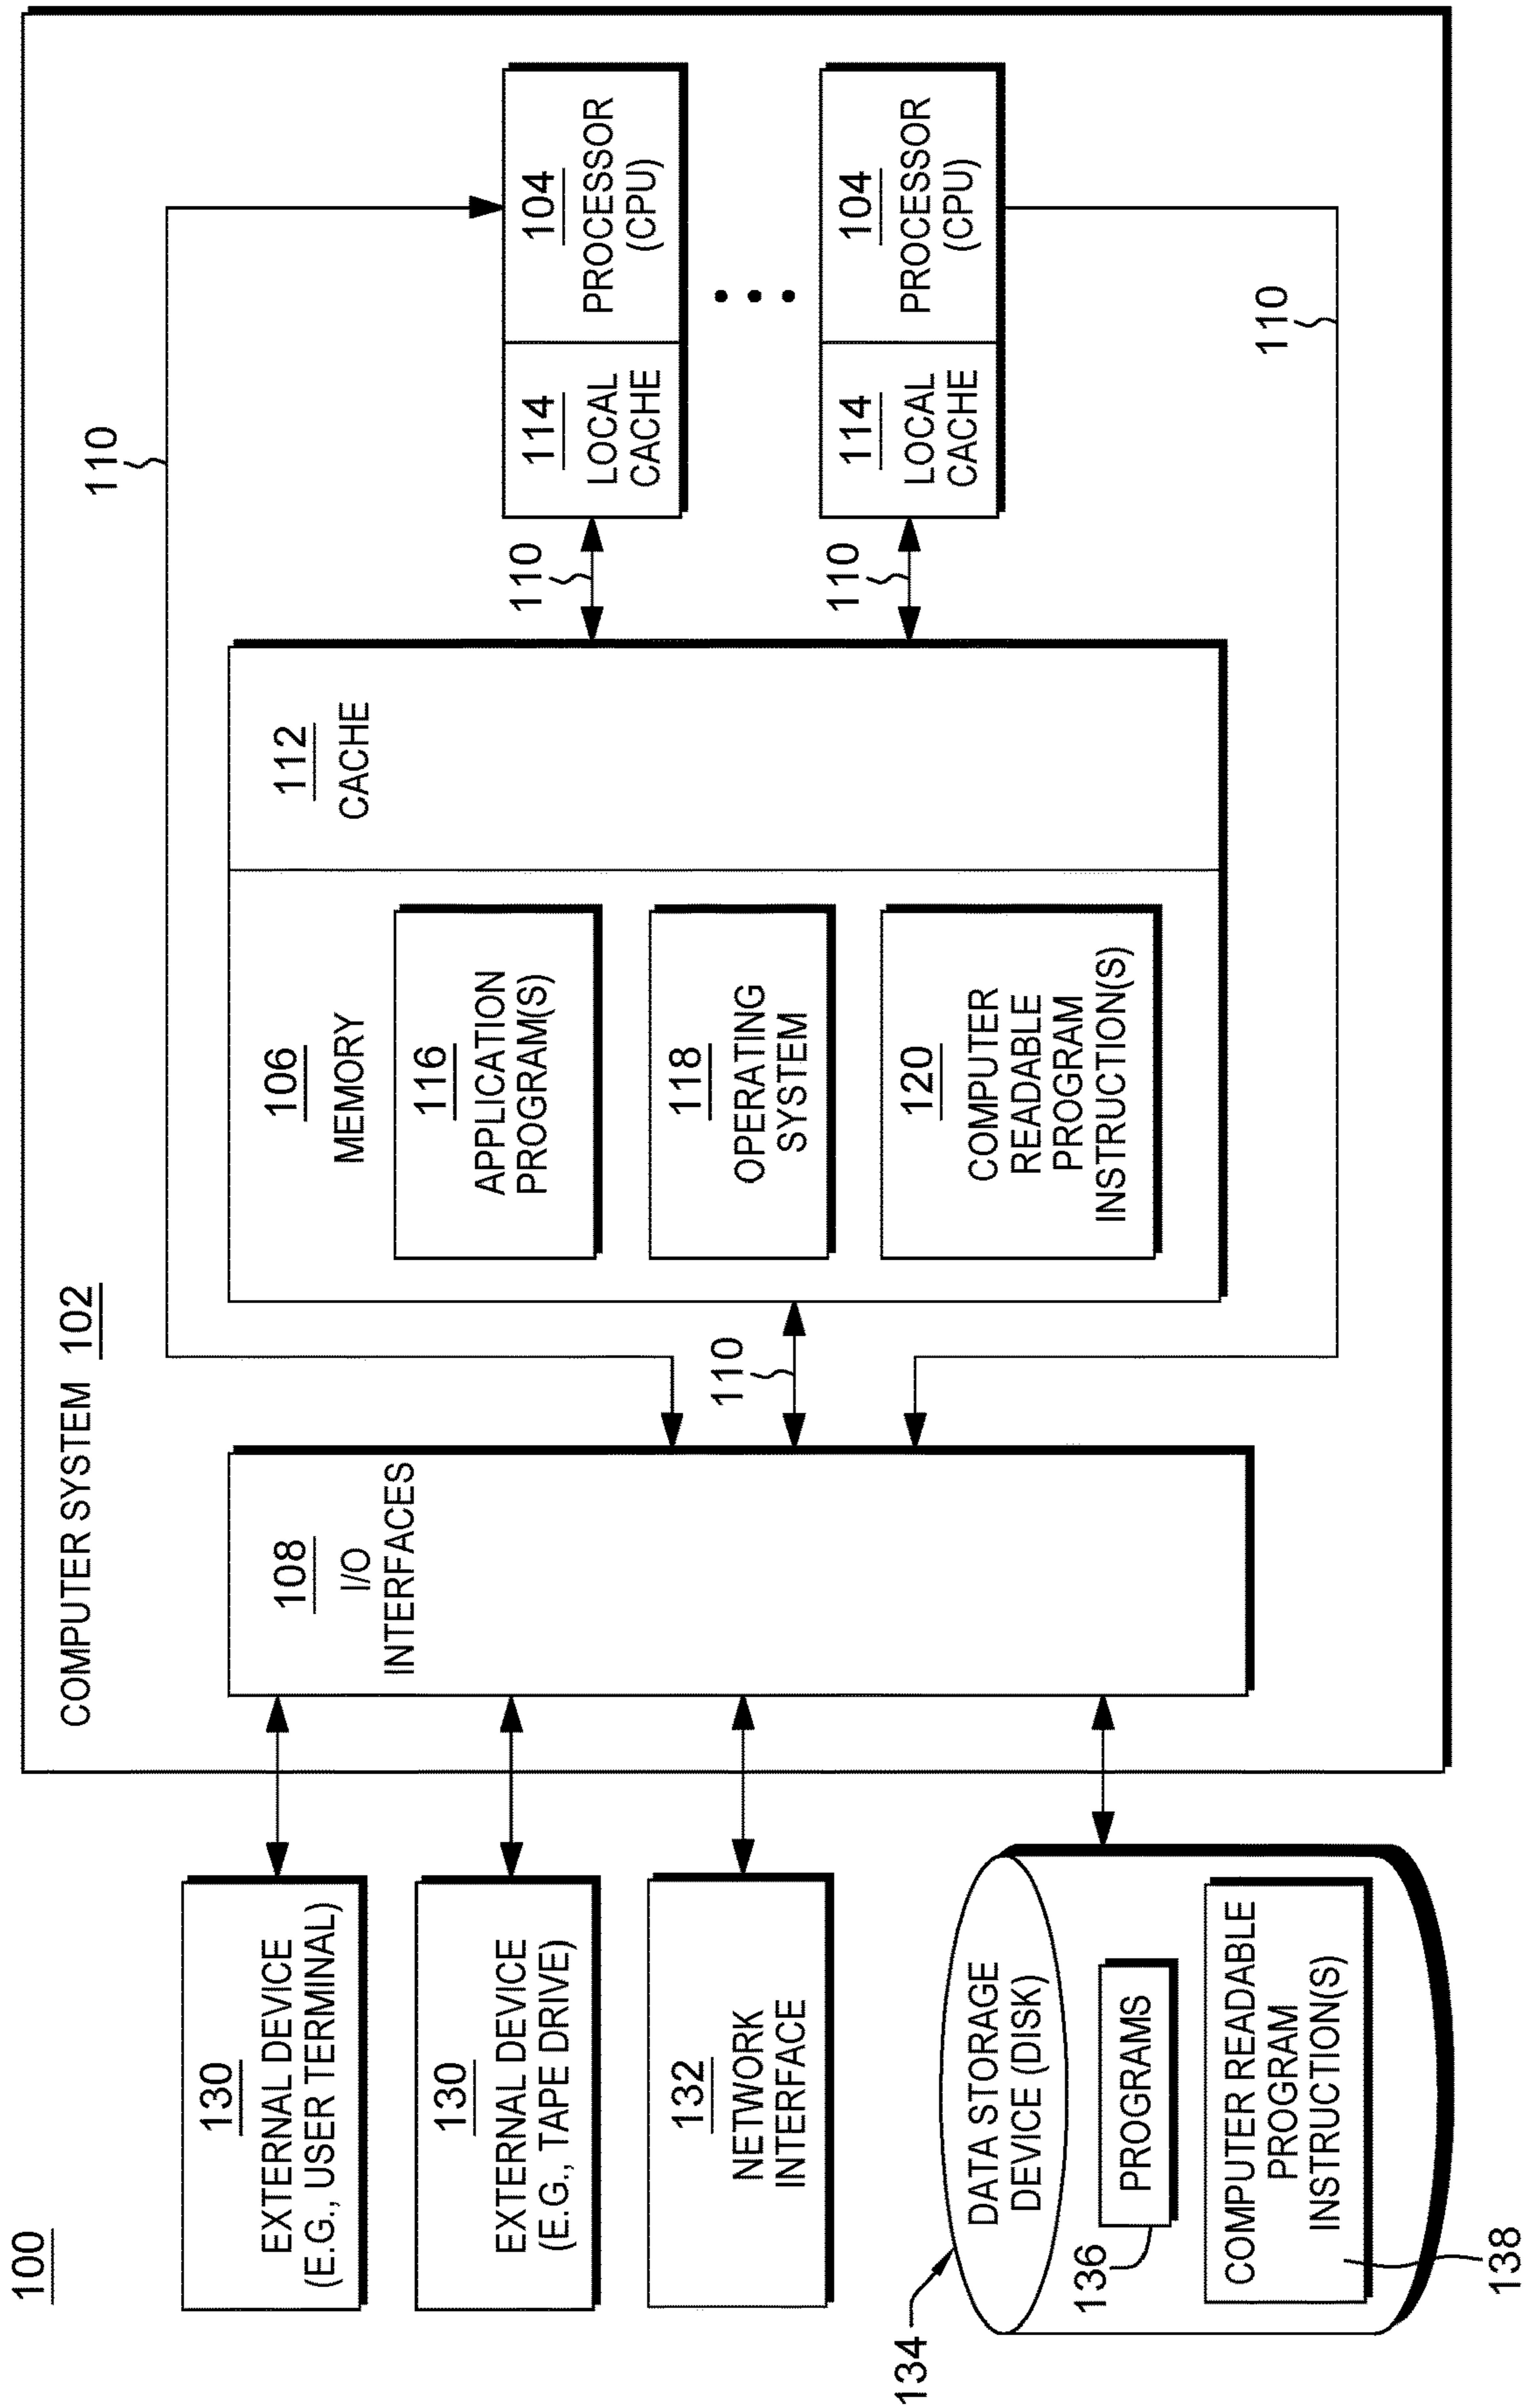 100
COMPUTER SYSTEM 102
130
EXTERNAL DEVICE
(E.G., USER TERMINAL)
130
EXTERNAL DEVICE
(E.G., TAPE DRIVE)
132
NETWORK
INTERFACE
134
DATA STORAGE
DEVICE (DISK)
136
PROGRAMS
COMPUTER READABLE
PROGRAM
INSTRUCTION(S)
138
108
I/O
INTERFACES
110
110
106
MEMORY
116
APPLICATION
PROGRAM(S)
118
OPERATING
SYSTEM
120
COMPUTER
READABLE
PROGRAM
INSTRUCTION(S)
112
CACHE
110
110
114
LOCAL
CACHE
104
PROCESSOR
(CPU)
114
LOCAL
CACHE
104
PROCESSOR
(CPU)
110